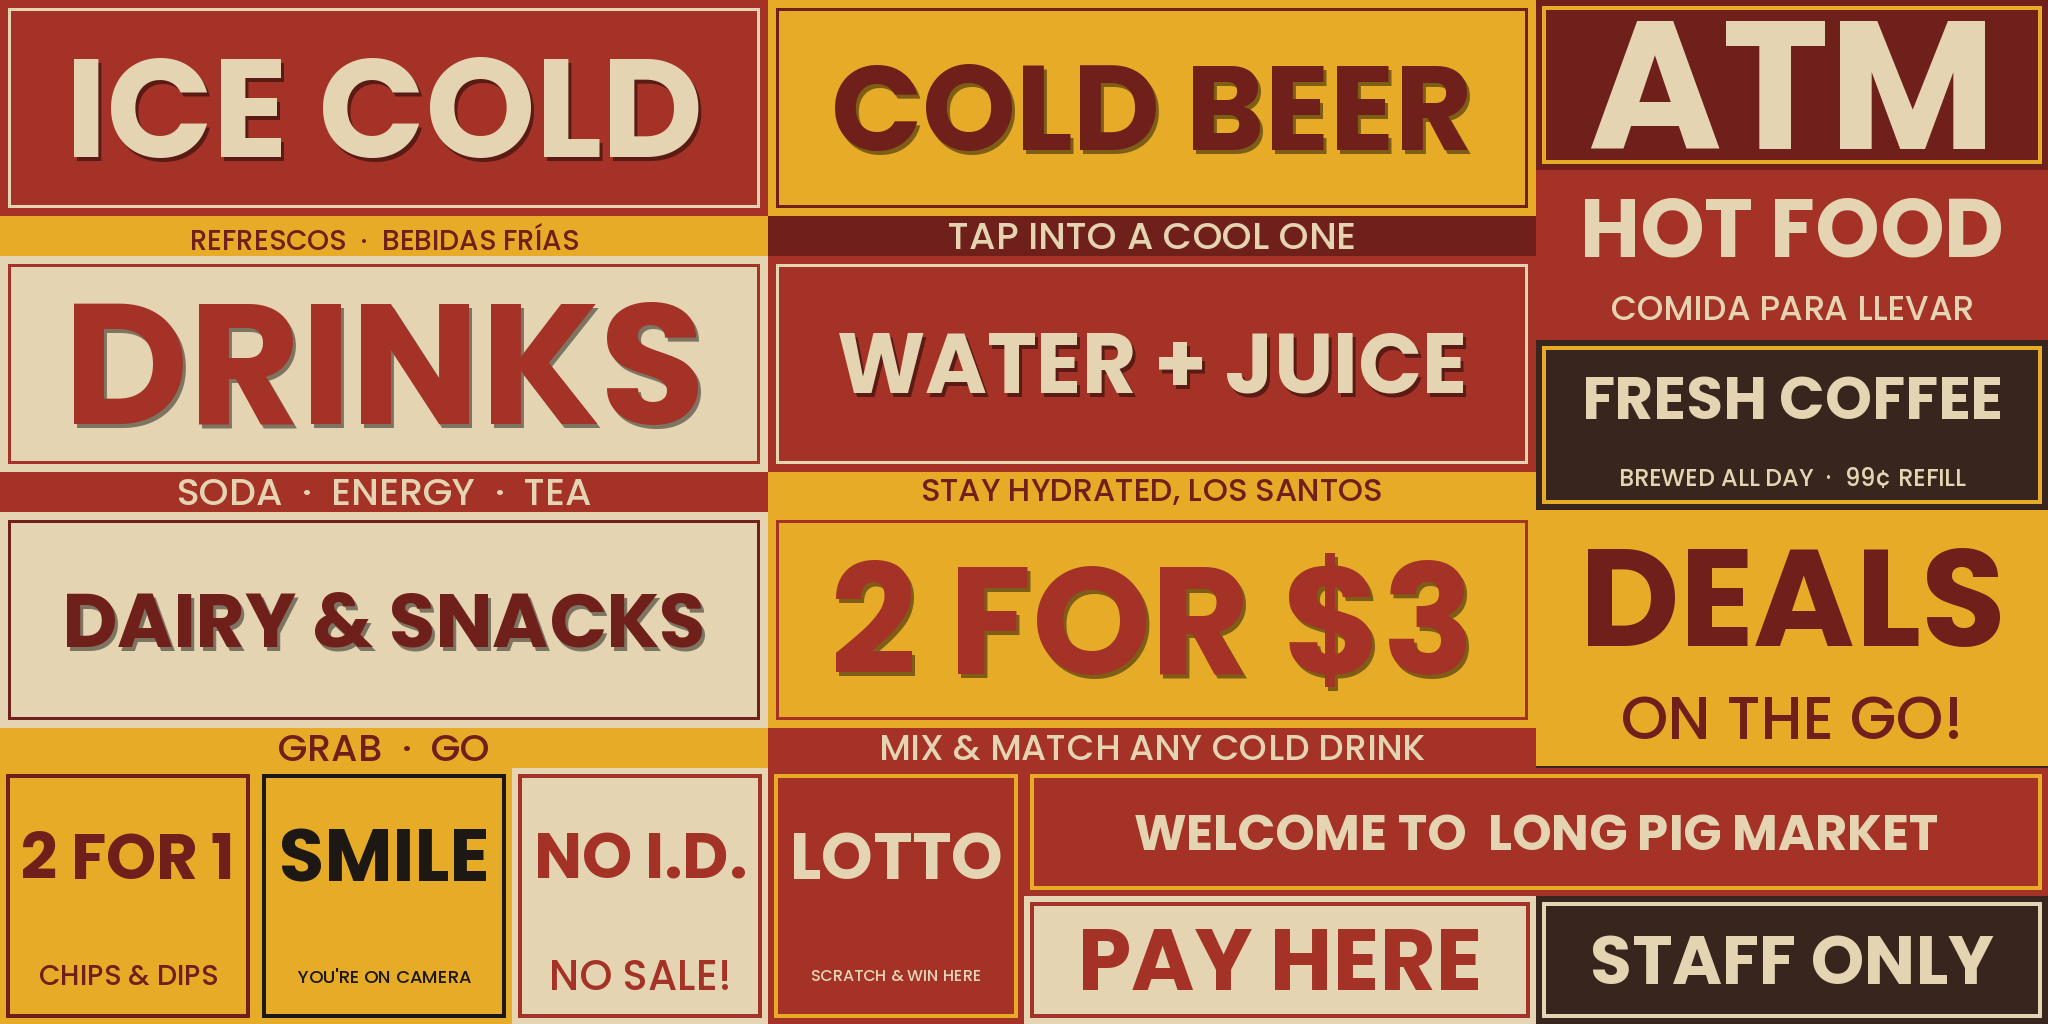 ICE COLD
REFRESCOS · BEBIDAS FRÍAS
DRINKS
SODA · ENERGY · TEA
DAIRY & SNACKS
GRAB · GO
COLD BEER
TAP INTO A COOL ONE
WATER + JUICE
STAY HYDRATED, LOS SANTOS
2 FOR $3
MIX & MATCH ANY COLD DRINK
ATM
HOT FOOD
COMIDA PARA LLEVAR
FRESH COFFEE
BREWED ALL DAY · 99¢ REFILL
DEALS
ON THE GO!
2 FOR 1
CHIPS & DIPS
SMILE
YOU'RE ON CAMERA
NO I.D.
NO SALE!
LOTTO
SCRATCH & WIN HERE
WELCOME TO LONG PIG MARKET
PAY HERE
STAFF ONLY